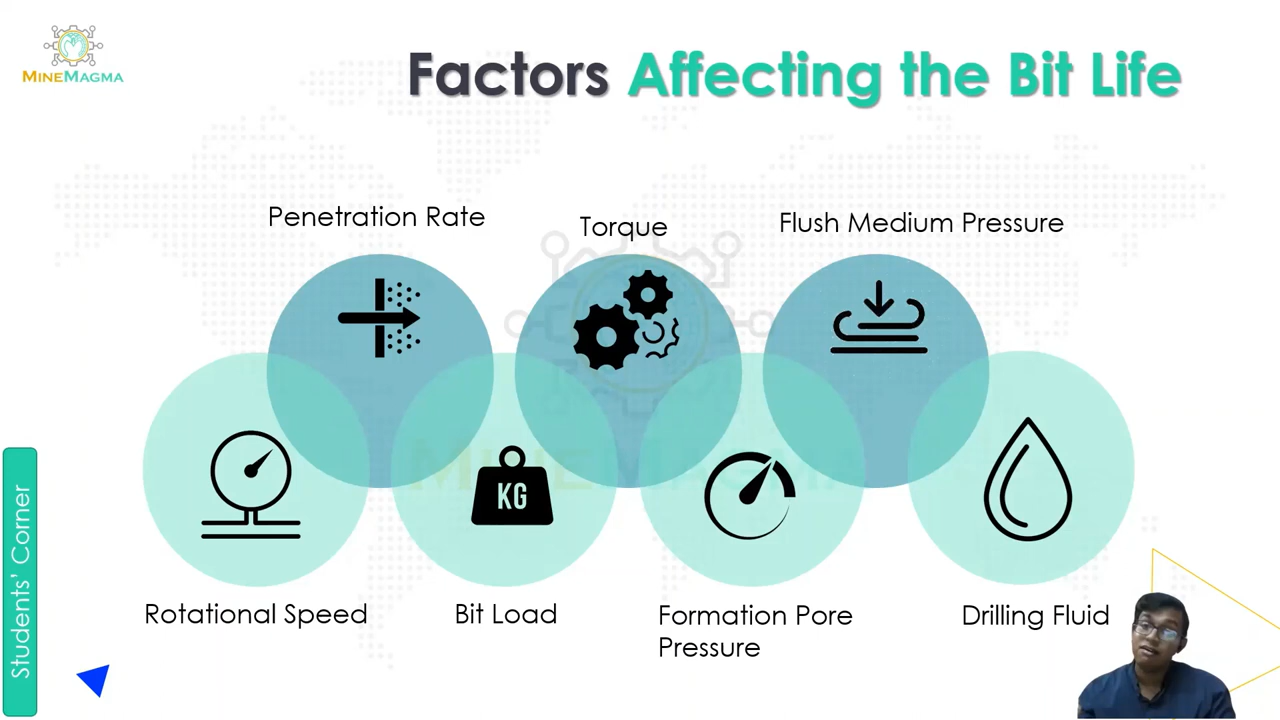 MINEMAGMA
Factors Affecting the Bit Life
Penetration Rate
Torque
Flush Medium Pressure
KG
Rotational Speed
Bit Load
Formation Pore
Pressure
Drilling Fluid
Students' Corner
MINEMAGMA